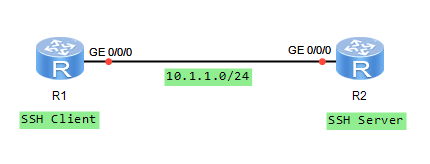 GE 0/0/0
GE 0/0/0
R
R
10.1.1.0/24
R1
R2
SSH Client
SSH Server